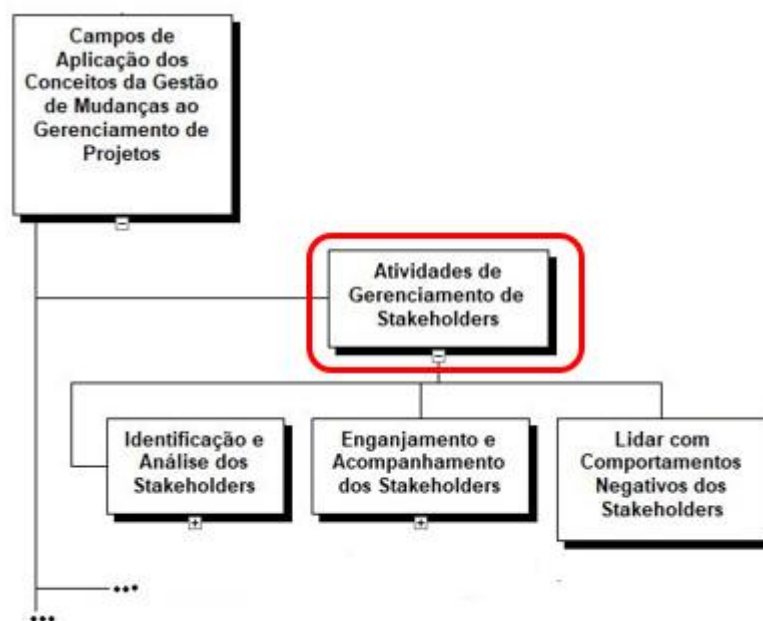 Campos de
Aplicação dos
Conceitos da Gestão
de Mudanças ao
Gerenciamento de
Projetos
Atividades de
Gerenciamento de
Stakeholders
Identificação e
Análise dos
Stakeholders
Enganjamento e
Acompanhamento
dos Stakeholders
Lidar com
Comportamentos
Negativos dos
Stakeholders
...
...